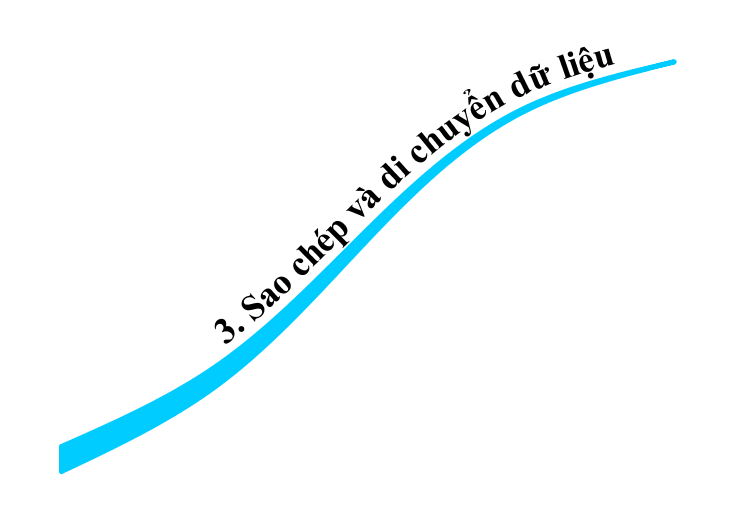 3. Sao chép và di chuyển dữ liệu